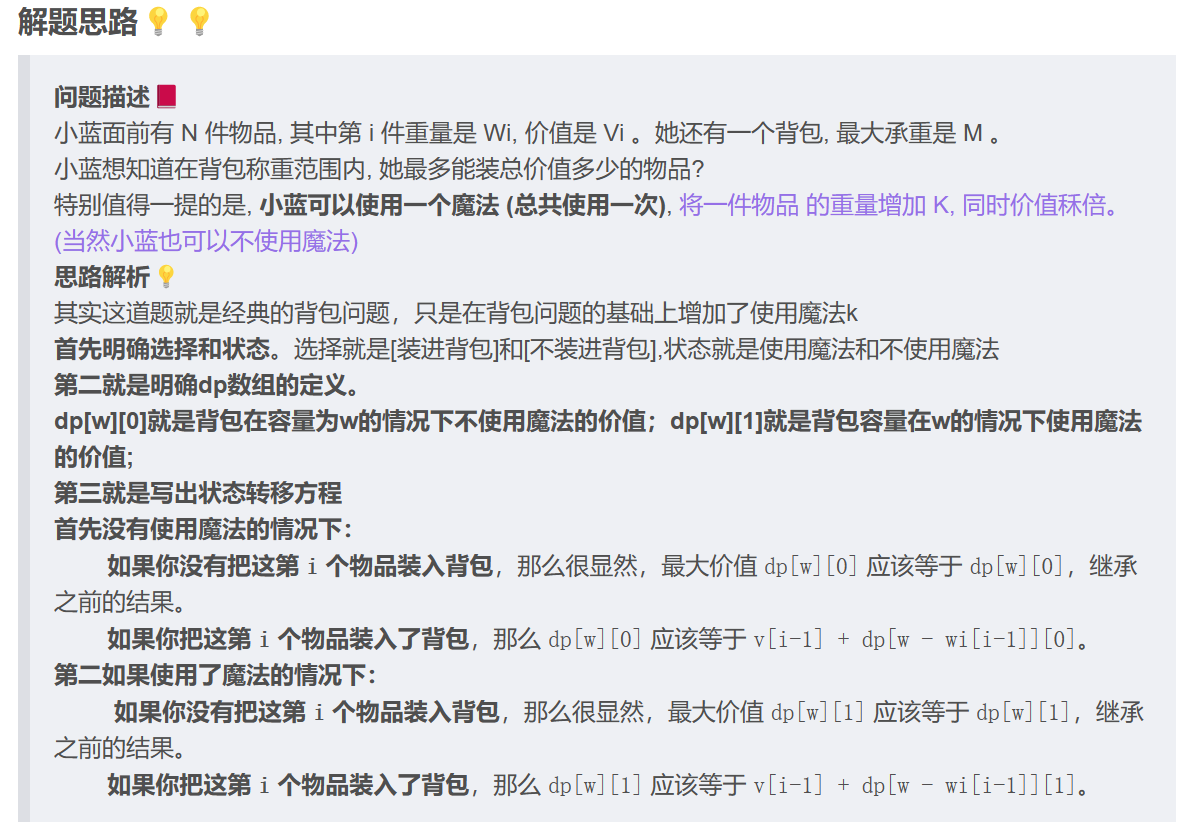 解题思路💡 💡
问题描述📕
小蓝面前有 N 件物品, 其中第 i 件重量是 Wi, 价值是 Vi 。她还有一个背包, 最大承重是 M 。
小蓝想知道在背包称重范围内, 她最多能装总价值多少的物品?
特别值得一提的是, 小蓝可以使用一个魔法 (总共使用一次), 将一件物品 的重量增加 K, 同时价值秝倍。
(当然小蓝也可以不使用魔法)
思路解析💡
其实这道题就是经典的背包问题，只是在背包问题的基础上增加了使用魔法k
首先明确选择和状态。选择就是[装进背包]和[不装进背包],状态就是使用魔法和不使用魔法
第二就是明确dp数组的定义。
dp[w][0]就是背包在容量为w的情况下不使用魔法的价值；dp[w][1]就是背包容量在w的情况下使用魔法
的价值;
第三就是写出状态转移方程
首先没有使用魔法的情况下：
如果你没有把这第 i 个物品装入背包，那么很显然，最大价值 dp[w][0] 应该等于 dp[w][0]，继承
之前的结果。
如果你把这第 i 个物品装入了背包，那么 dp[w][0] 应该等于 v[i-1] + dp[w - wi[i-1]][0]。
第二如果使用了魔法的情况下：
如果你没有把这第 i 个物品装入背包，那么很显然，最大价值 dp[w][1] 应该等于 dp[w][1]，继承
之前的结果。
如果你把这第 i 个物品装入了背包，那么 dp[w][1] 应该等于 v[i-1] + dp[w - wi[i-1]][1]。